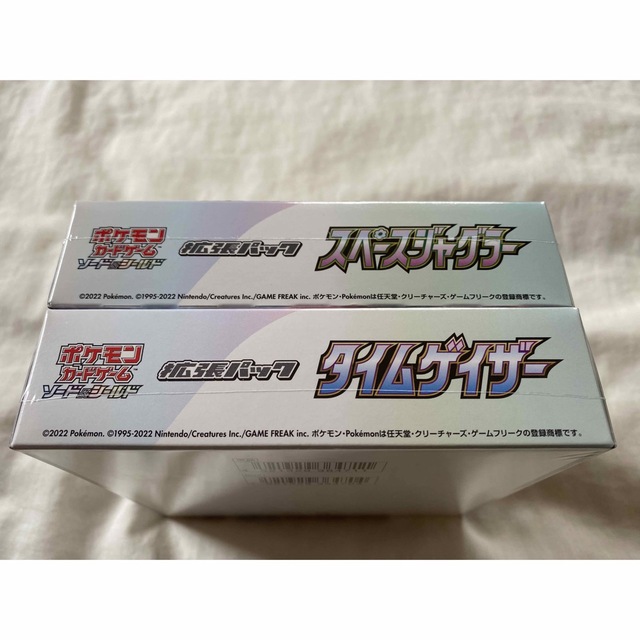 ポケモン
カードゲーム
ソード&シールド
拡張パック
スペースジャグラー
©2022 Pokémon. ©1995-2022 Nintendo/Creatures Inc./GAME FREAK inc. ポケモン・Pokémonは任天堂・クリーチャーズ・ゲームフリークの登録商標です。
ポケモン
カードゲーム
ソード&シールド
拡張パック
タイムゲイザー
©2022 Pokémon. ©1995-2022 Nintendo/Creatures Inc./GAME FREAK inc. ポケモン・Pokémonは任天堂・クリーチャーズ・ゲームフリークの登録商標です。